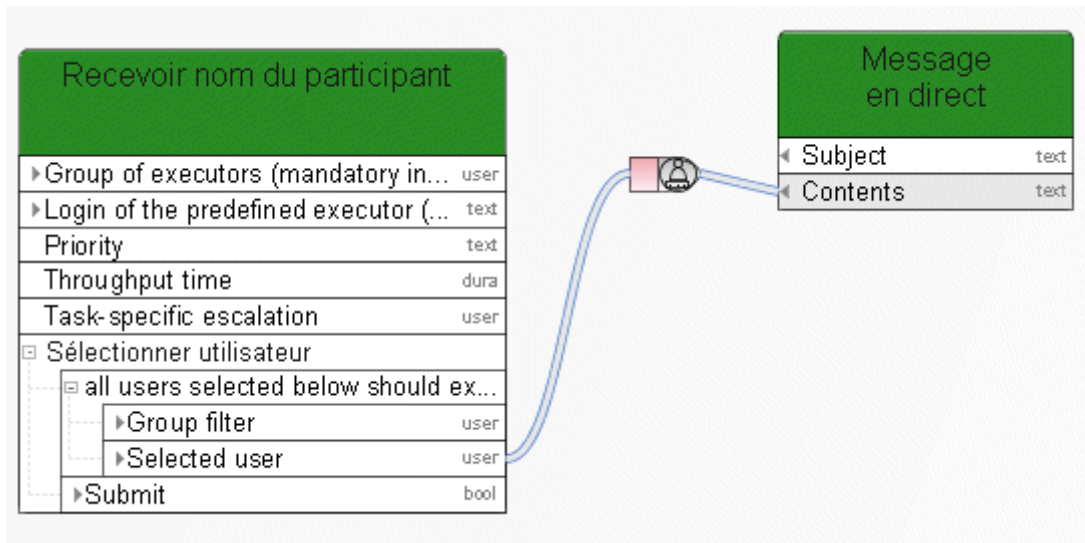 Recevoir nom du participant
Group of executors (mandatory in... user
Login of the predefined executor (... text
Priority text
Throughput time dura
Task-specific escalation user
Sélectionner utilisateur
all users selected below should ex...
Group filter user
Selected user user
Submit bool
Message
en direct
Subject text
Contents text